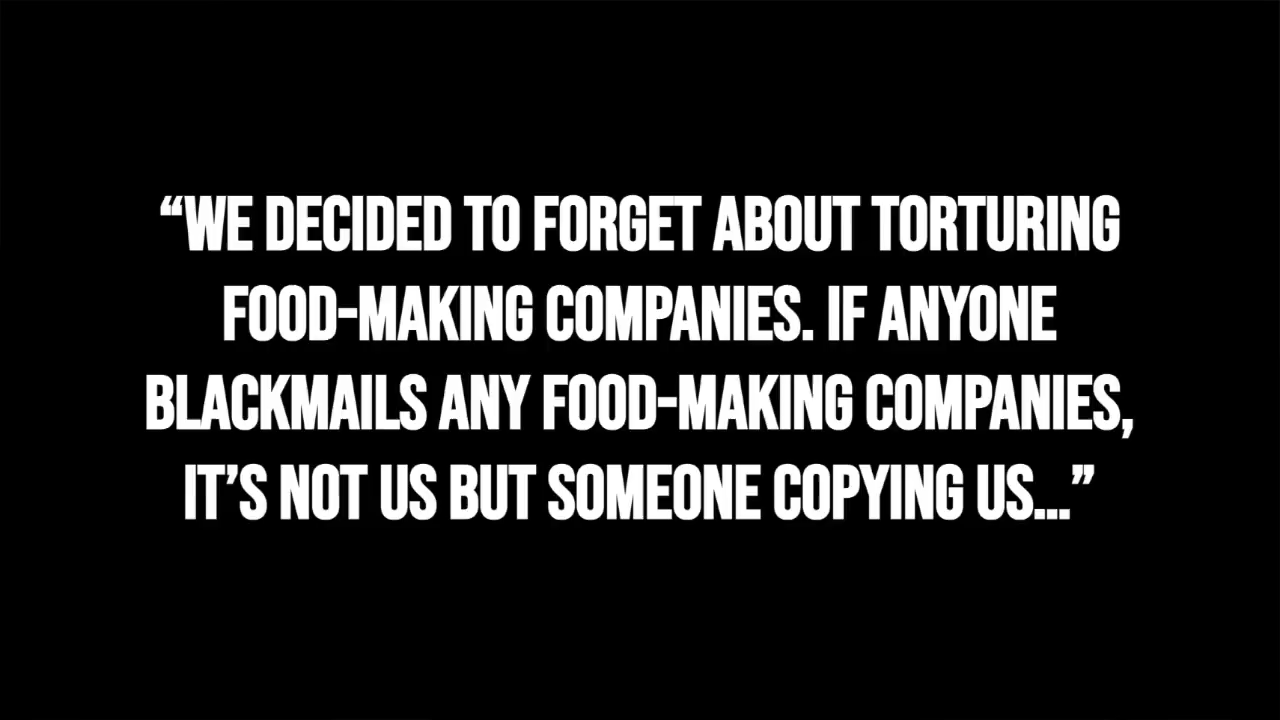 “WE DECIDED TO FORGET ABOUT TORTURING
FOOD-MAKING COMPANIES. IF ANYONE
BLACKMAILS ANY FOOD-MAKING COMPANIES,
IT’S NOT US BUT SOMEONE COPYING US...”